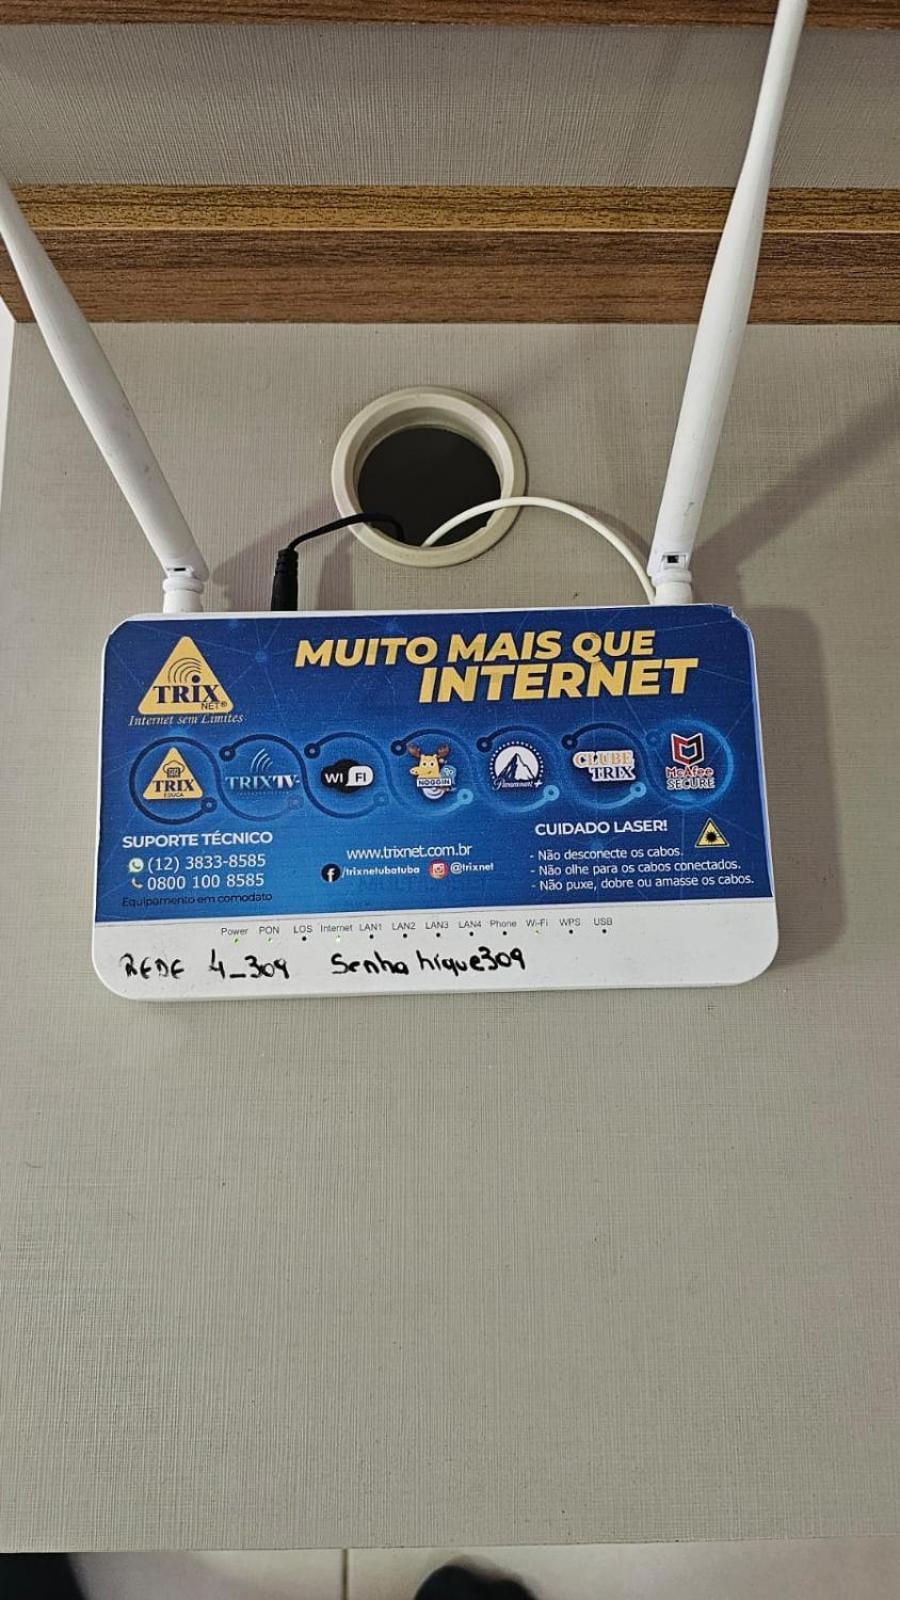 MUITO MAIS QUE
INTERNET
TRIX
NET®
Internet sem Limites
TRIX
EDUCA
TRIXTV
WI FI
NOGGIN
Paramount+
CLUBE
TRIX
McAfee
SECURE
SUPORTE TÉCNICO
(12) 3833-8585
0800 100 8585
Equipamento em comodato
www.trixnet.com.br
/trixnetubatuba @trixnet
CUIDADO LASER!
- Não desconecte os cabos.
- Não olhe para os cabos conectados.
- Não puxe, dobre ou amasse os cabos.
Power PON LOS Internet LAN1 LAN2 LAN3 LAN4 Phone Wi-Fi WPS USB
REDE 4_309 Senha hique309